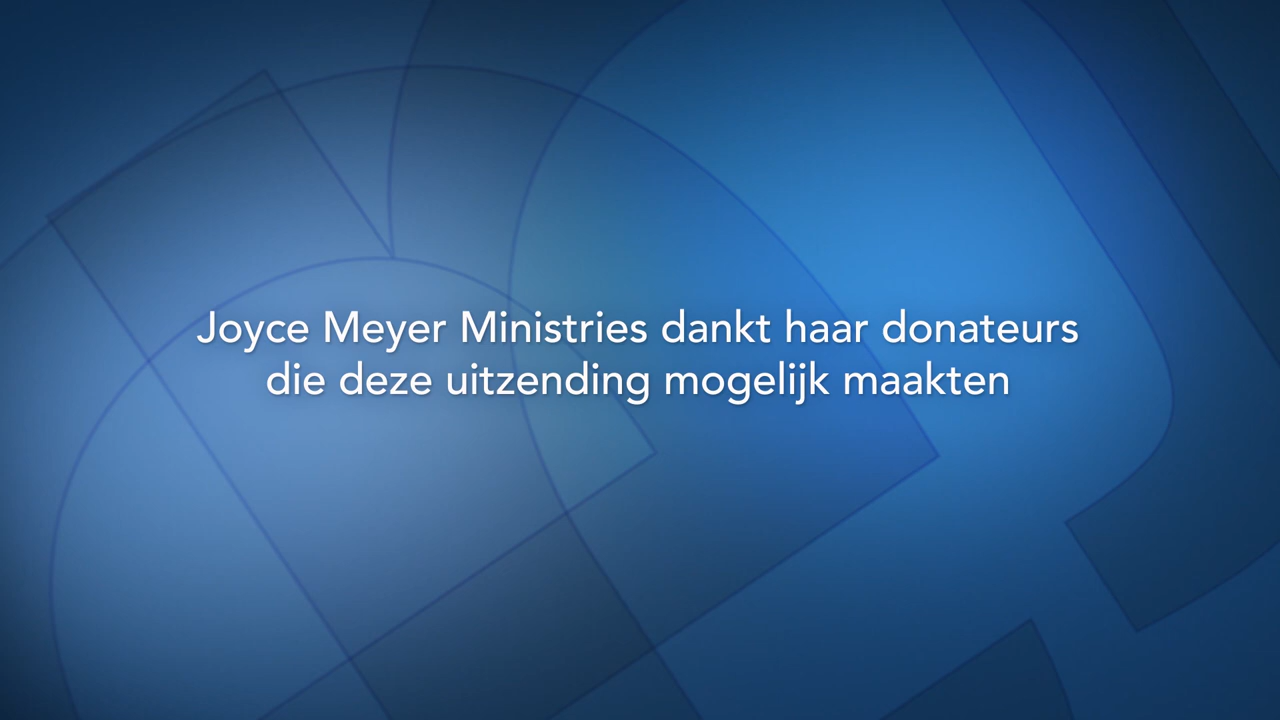 Joyce Meyer Ministries dankt haar donateurs
die deze uitzending mogelijk maakten